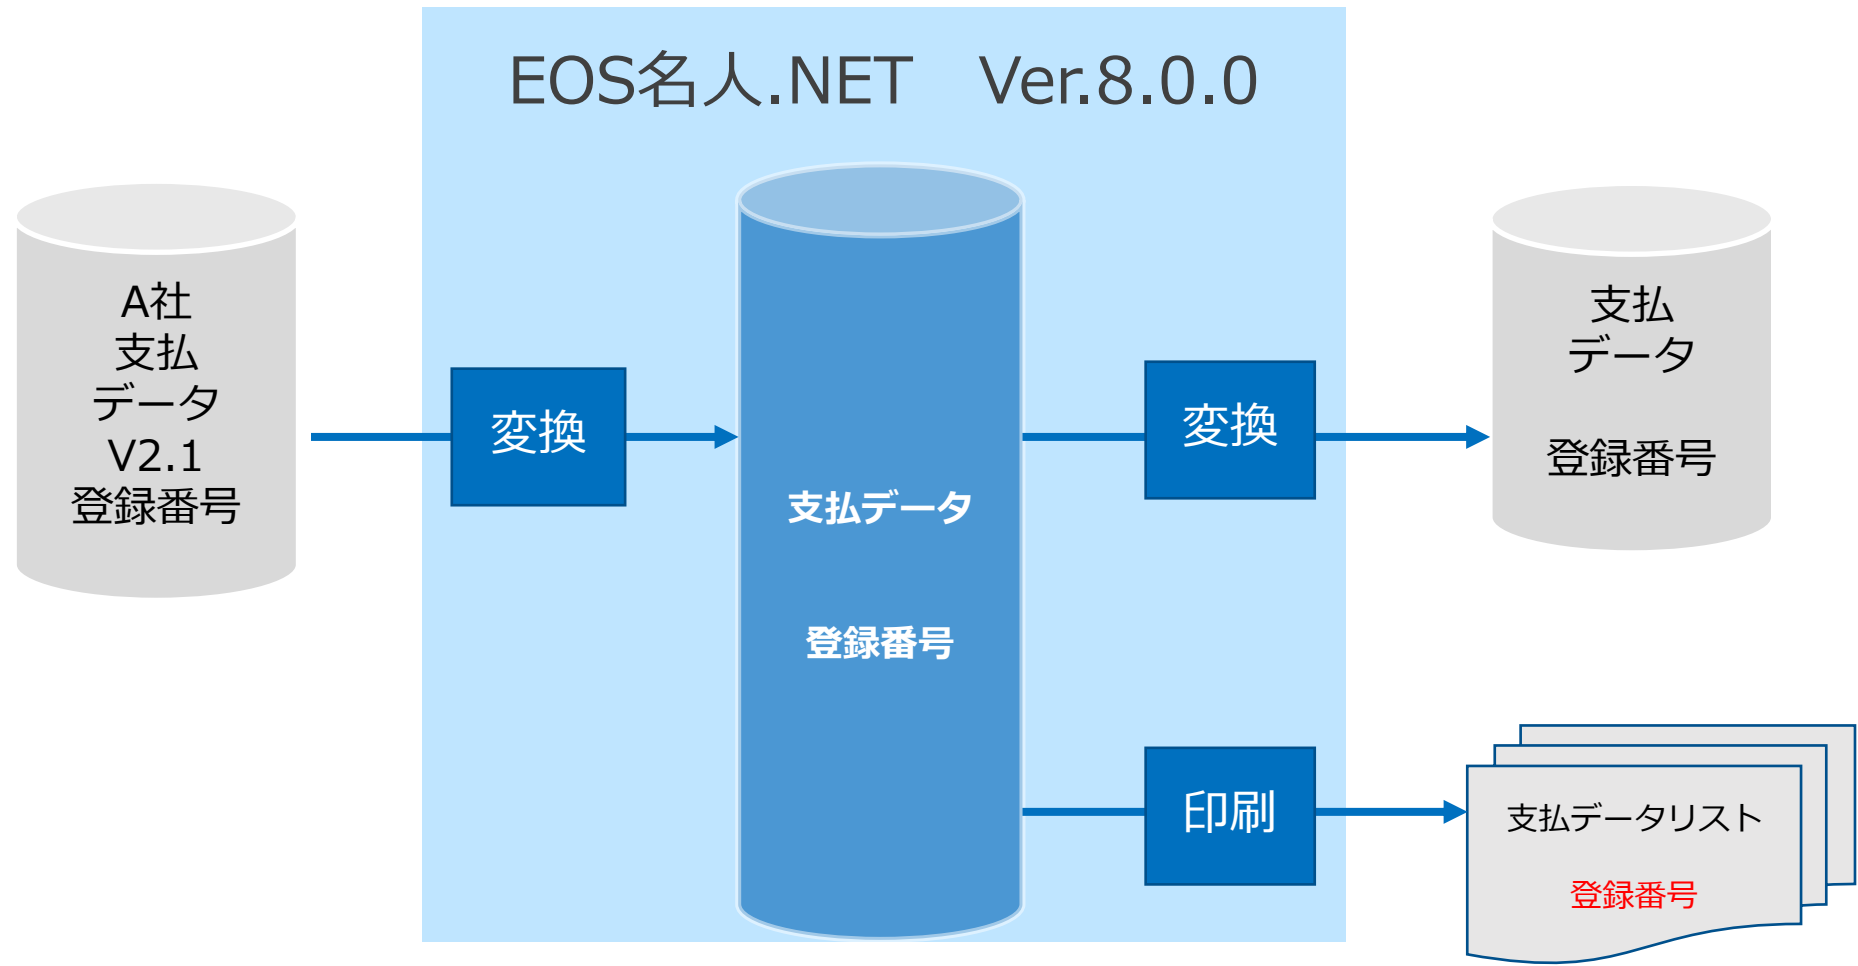 EOS名人.NET　Ver.8.0.0
A社
支払
データ
V2.1
登録番号
変換
支払データ
登録番号
変換
支払
データ
登録番号
印刷
支払データリスト
登録番号